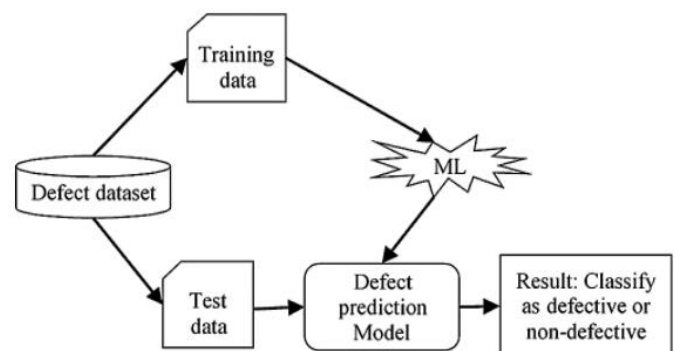 Training
data
ML
Defect dataset
Test
data
Defect
prediction
Model
Result: Classify
as defective or
non-defective